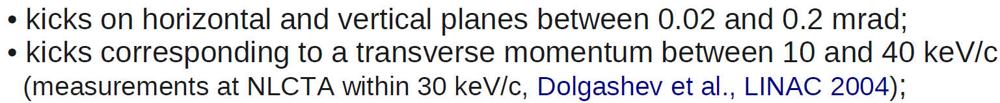 • kicks on horizontal and vertical planes between 0.02 and 0.2 mrad;
• kicks corresponding to a transverse momentum between 10 and 40 keV/c
(measurements at NLCTA within 30 keV/c, Dolgashev et al., LINAC 2004);